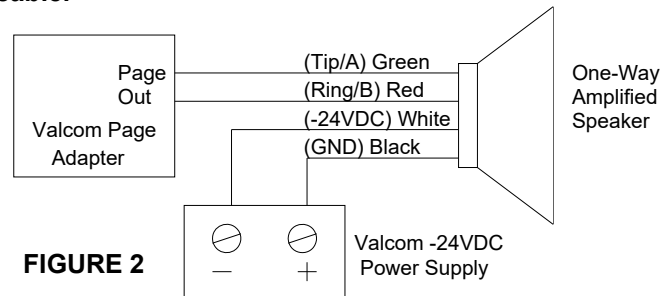 Page
Out
Valcom Page
Adapter
(Tip/A) Green
(Ring/B) Red
(-24VDC) White
(GND) Black
One-Way
Amplified
Speaker
FIGURE 2
− +
Valcom -24VDC
Power Supply